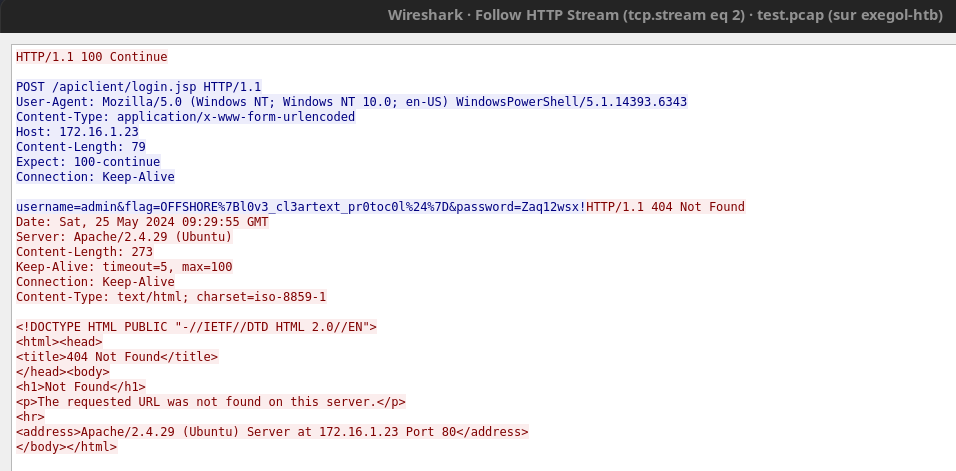 Wireshark · Follow HTTP Stream (tcp.stream eq 2) · test.pcap (sur exegol-htb)
HTTP/1.1 100 Continue
POST /apiclient/login.jsp HTTP/1.1
User-Agent: Mozilla/5.0 (Windows NT; Windows NT 10.0; en-US) WindowsPowerShell/5.1.14393.6343
Content-Type: application/x-www-form-urlencoded
Host: 172.16.1.23
Content-Length: 79
Expect: 100-continue
Connection: Keep-Alive
username=admin&flag=OFFSHORE%7Bl0v3_cl3artext_pr0toc0l%24%7D&password=Zaq12wsx!HTTP/1.1 404 Not Found
Date: Sat, 25 May 2024 09:29:55 GMT
Server: Apache/2.4.29 (Ubuntu)
Content-Length: 273
Keep-Alive: timeout=5, max=100
Connection: Keep-Alive
Content-Type: text/html; charset=iso-8859-1
<!DOCTYPE HTML PUBLIC "-//IETF//DTD HTML 2.0//EN">
<html><head>
<title>404 Not Found</title>
</head><body>
<h1>Not Found</h1>
<p>The requested URL was not found on this server.</p>
<hr>
<address>Apache/2.4.29 (Ubuntu) Server at 172.16.1.23 Port 80</address>
</body></html>